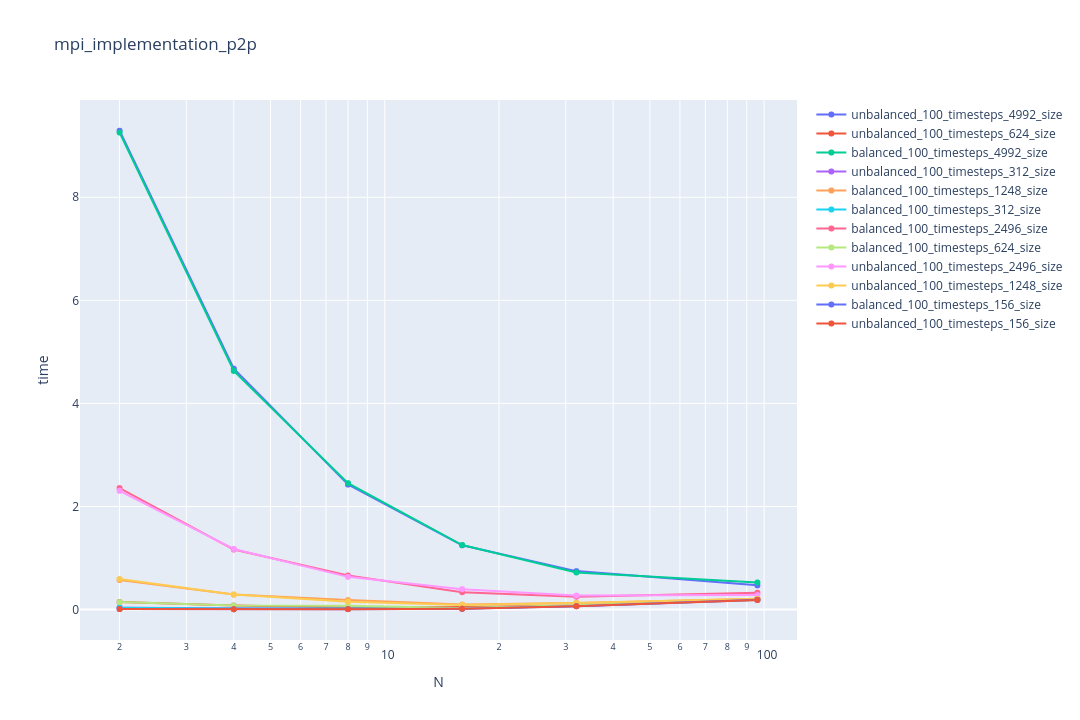 mpi_implementation_p2p
unbalanced_100_timesteps_4992_size
unbalanced_100_timesteps_624_size
balanced_100_timesteps_4992_size
unbalanced_100_timesteps_312_size
balanced_100_timesteps_1248_size
balanced_100_timesteps_312_size
balanced_100_timesteps_2496_size
balanced_100_timesteps_624_size
unbalanced_100_timesteps_2496_size
unbalanced_100_timesteps_1248_size
balanced_100_timesteps_156_size
unbalanced_100_timesteps_156_size
8
6
4
2
0
time
2 3 4 5 6 7 8 9 10 2 3 4 5 6 7 8 9 100
N